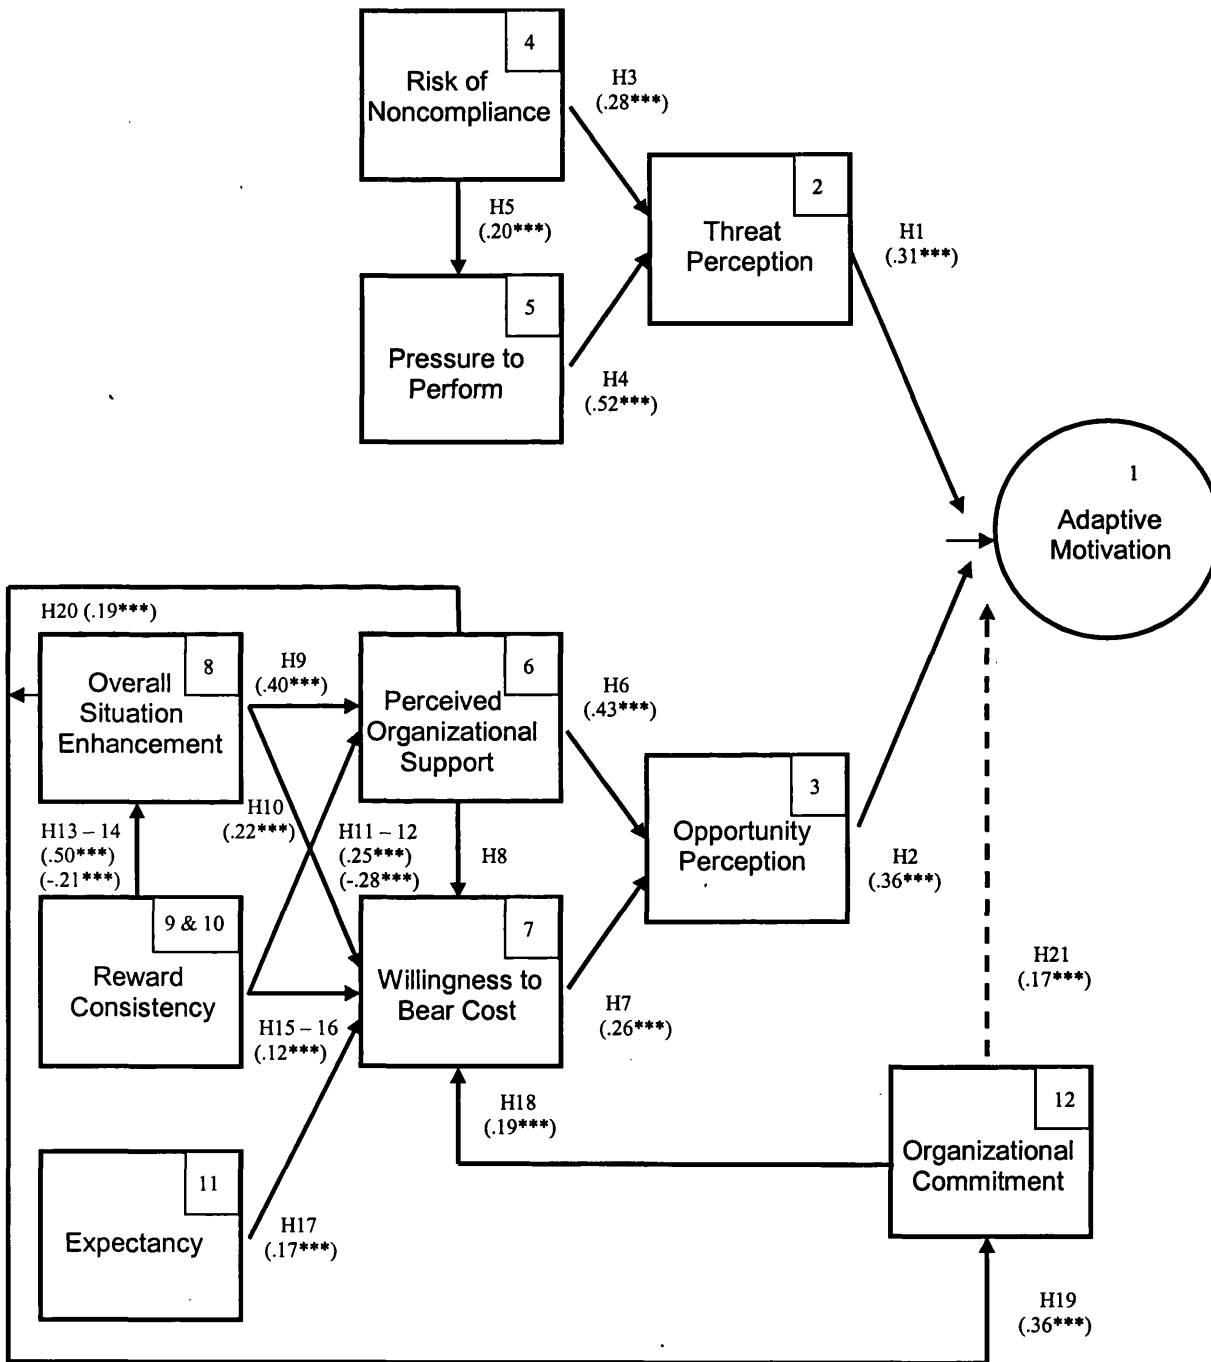 4
Risk of
Noncompliance
H3
(.28***)
2
Threat
Perception
H5
(.20***)
H1
(.31***)
5
Pressure to
Perform
H4
(.52***)
1
Adaptive
Motivation
H20 (.19***)
8
Overall
Situation
Enhancement
H9
(.40***)
6
Perceived
Organizational
Support
H6
(.43***)
3
Opportunity
Perception
H10
(.22***)
H11 – 12
(.25***)
(-.28***)
H8
H2
(.36***)
H13 – 14
(.50***)
(-.21***)
9 & 10
Reward
Consistency
7
Willingness to
Bear Cost
H7
(.26***)
H21
(.17***)
H15 – 16
(.12***)
H18
(.19***)
12
Organizational
Commitment
11
Expectancy
H17
(.17***)
H19
(.36***)